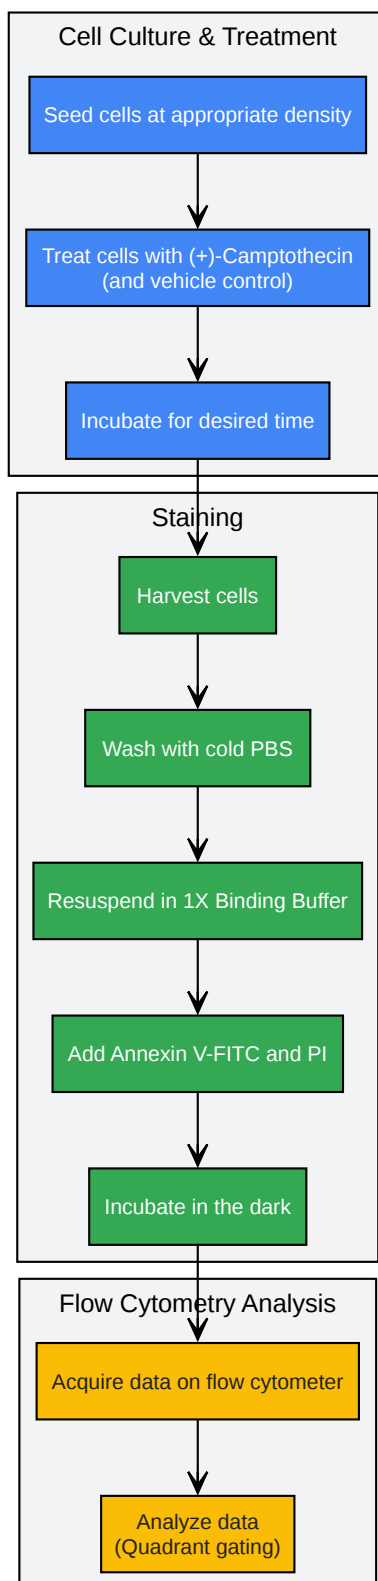 Cell Culture & Treatment
Seed cells at appropriate density
Treat cells with (+)-Camptothecin
(and vehicle control)
Incubate for desired time
Staining
Harvest cells
Wash with cold PBS
Resuspend in 1X Binding Buffer
Add Annexin V-FITC and PI
Incubate in the dark
Flow Cytometry Analysis
Acquire data on flow cytometer
Analyze data
(Quadrant gating)